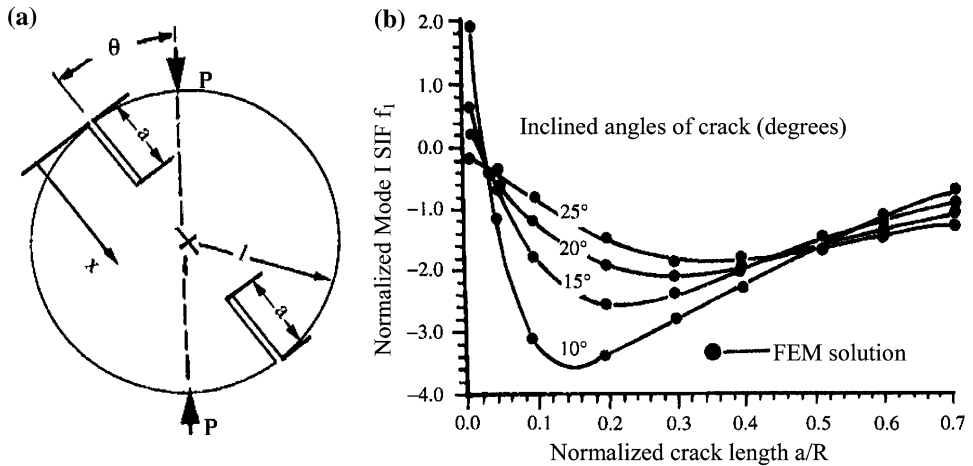 (a)
θ
P
a
x
l
a
P
(b)
Normalized Mode I SIF f₁
2.0
1.0
0.0
−1.0
−2.0
−3.0
−4.0
Inclined angles of crack (degrees)
25°
20°
15°
10°
FEM solution
0.0 0.1 0.2 0.3 0.4 0.5 0.6 0.7
Normalized crack length a/R